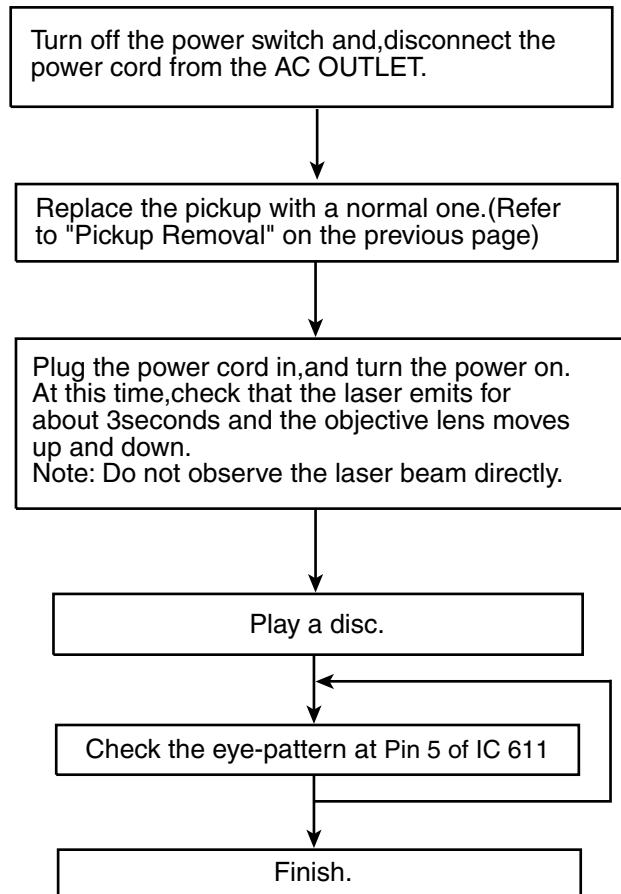 Turn off the power switch and,disconnect the
power cord from the AC OUTLET.
Replace the pickup with a normal one.(Refer
to "Pickup Removal" on the previous page)
Plug the power cord in,and turn the power on.
At this time,check that the laser emits for
about 3seconds and the objective lens moves
up and down.
Note: Do not observe the laser beam directly.
Play a disc.
Check the eye-pattern at Pin 5 of IC 611
Finish.